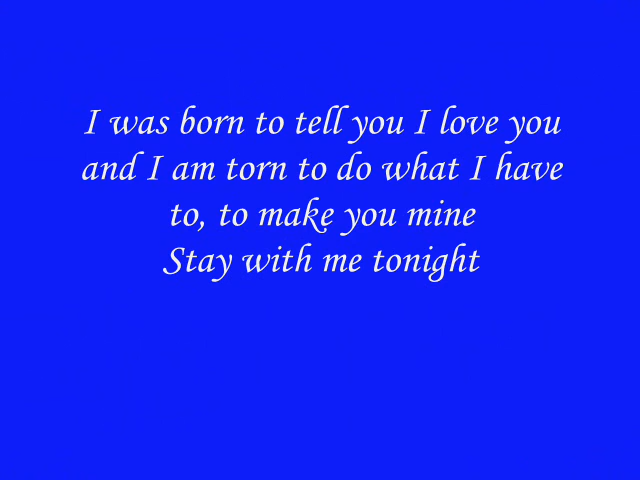 I was born to tell you I love you
and I am torn to do what I have
to, to make you mine
Stay with me tonight